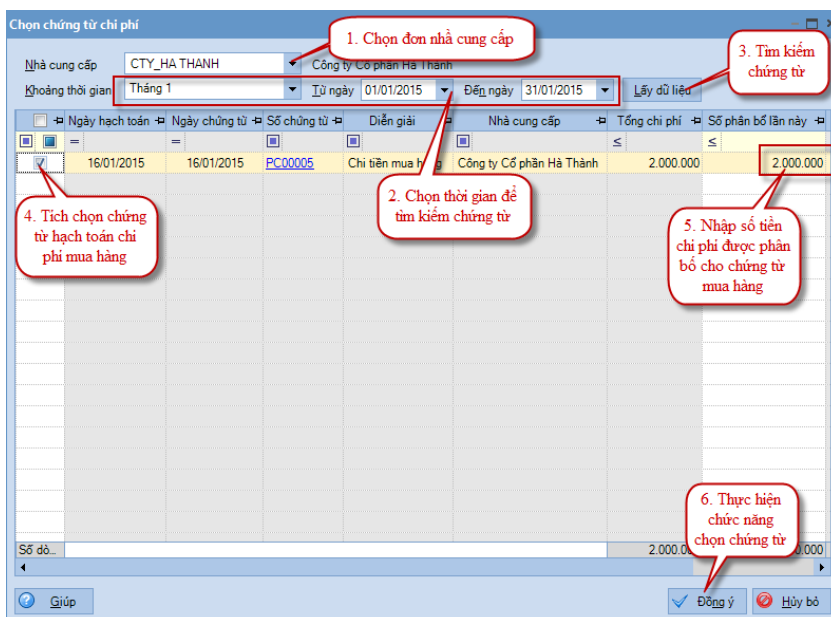 Chọn chứng từ chi phí
1. Chọn đơn nhà cung cấp
Nhà cung cấp CTY_HA THANH Công ty Cổ phần Hà Thành
3. Tìm kiếm
chứng từ
Khoảng thời gian Tháng 1 Từ ngày 01/01/2015 Đến ngày 31/01/2015 Lấy dữ liệu
Ngày hạch toán Ngày chứng từ Số chứng từ Diễn giải Nhà cung cấp Tổng chi phí Số phân bổ lần này
= = ≤ ≤
16/01/2015 16/01/2015 PC00005 Chi tiền mua Công ty Cổ phần Hà Thành 2.000.000 2.000.000
2. Chọn thời gian để
tìm kiếm chứng từ
4. Tích chọn chứng
từ hạch toán chi
phí mua hàng
5. Nhập số tiền
chi phí được phân
bổ cho chứng từ
mua hàng
6. Thực hiện
chức năng
chọn chứng từ
Số dò...
Giúp Đồng ý Hủy bỏ